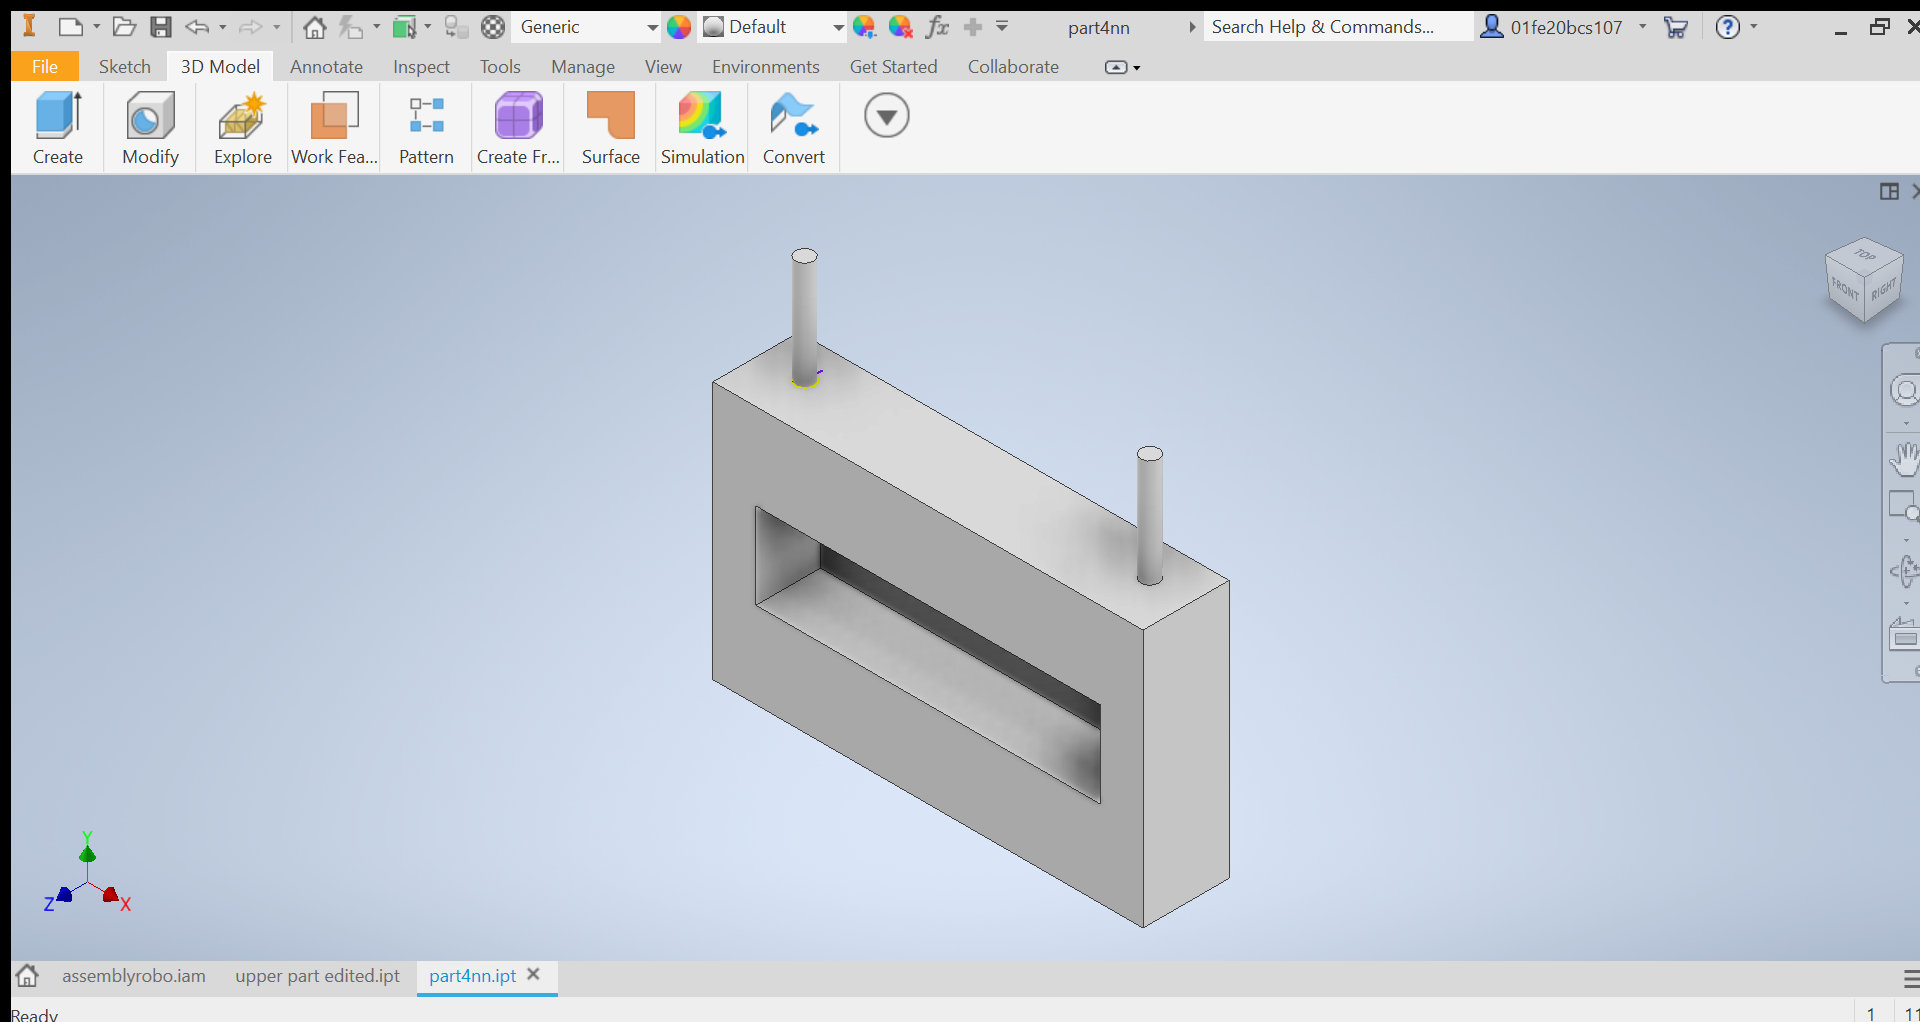 Generic
Default
fx
part4nn
Search Help & Commands...
01fe20bcs107
File Sketch 3D Model Annotate Inspect Tools Manage View Environments Get Started Collaborate
Create Modify Explore Work Fea... Pattern Create Fr... Surface Simulation Convert
TOP
FRONT RIGHT
Y
Z X
assemblyrobo.iam upper part edited.ipt part4nn.ipt
Ready 1 11